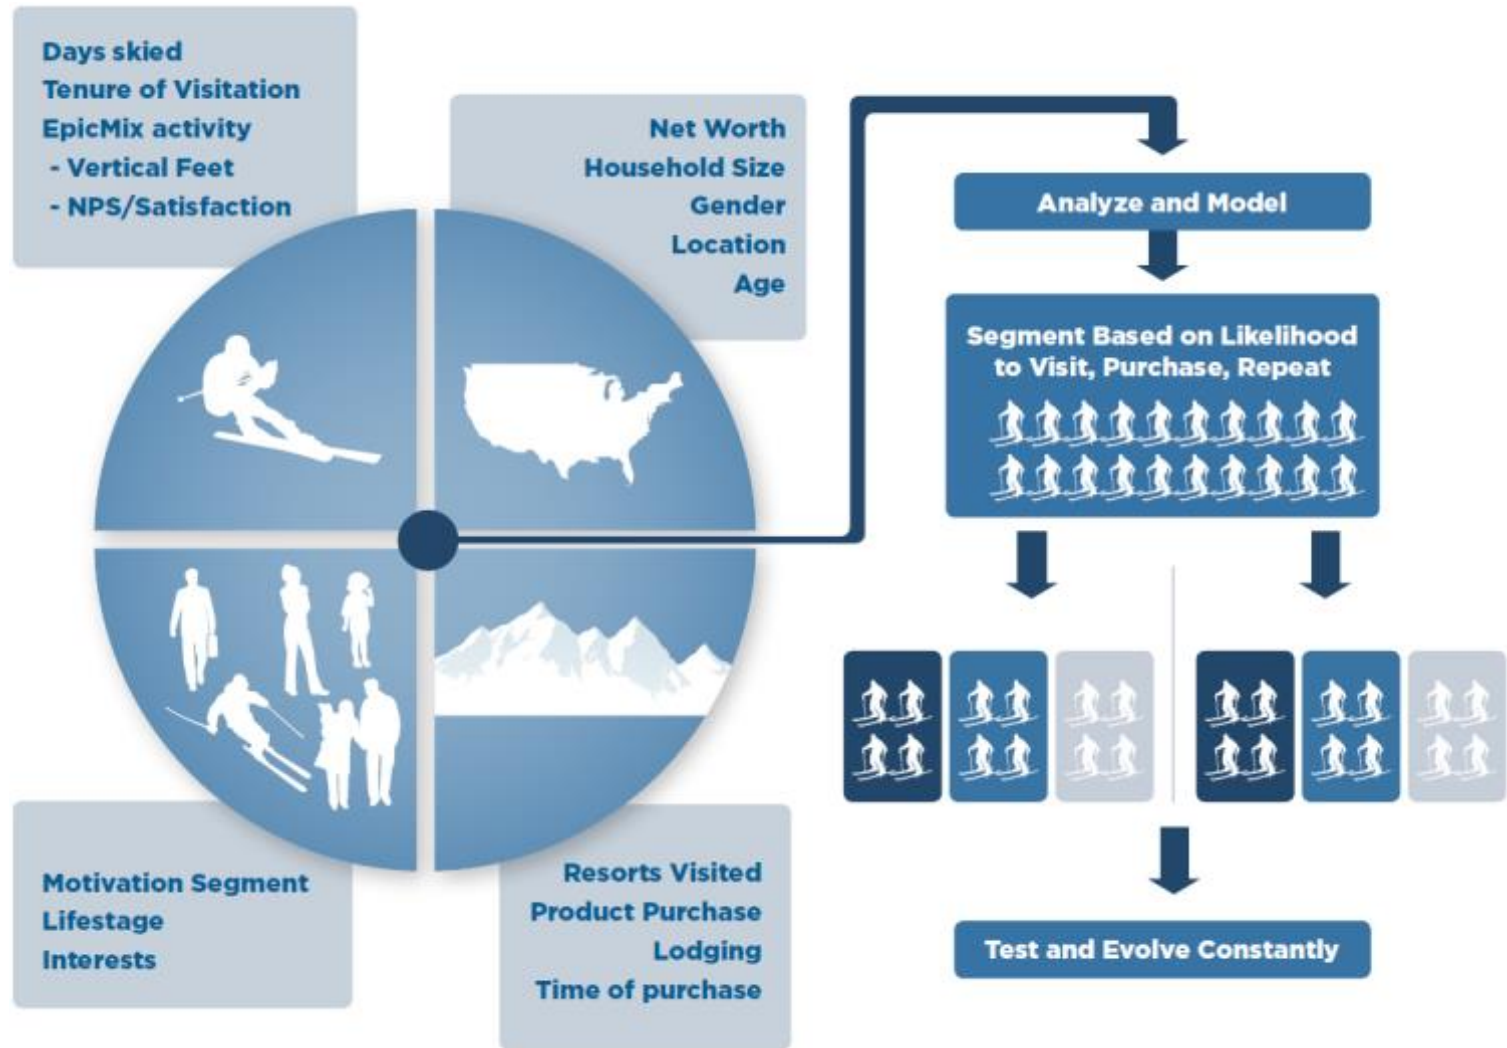 Days skied
Tenure of Visitation
EpicMix activity
- Vertical Feet
- NPS/Satisfaction
Net Worth
Household Size
Gender
Location
Age
Motivation Segment
Lifestage
Interests
Resorts Visited
Product Purchase
Lodging
Time of purchase
Analyze and Model
Segment Based on Likelihood
to Visit, Purchase, Repeat
Test and Evolve Constantly